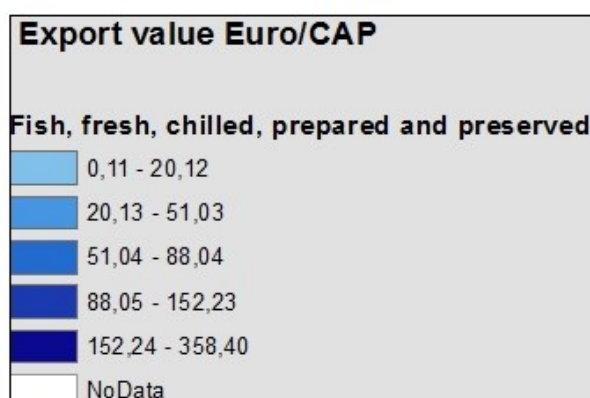 Export value Euro/CAP
Fish, fresh, chilled, prepared and preserved
0,11 - 20,12
20,13 - 51,03
51,04 - 88,04
88,05 - 152,23
152,24 - 358,40
NoData